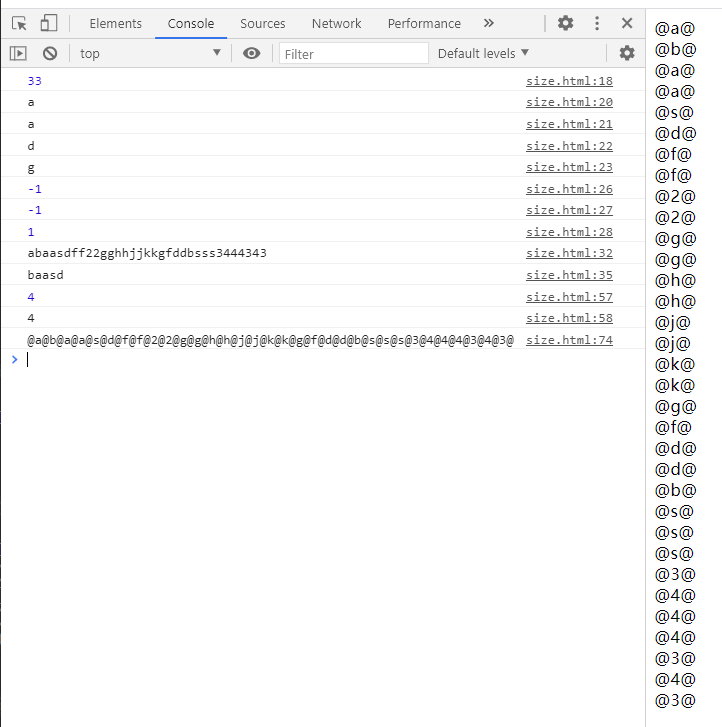 Elements Console Sources Network Performance »
top Filter Default levels
33 size.html:18
a size.html:20
a size.html:21
d size.html:22
g size.html:23
-1 size.html:26
-1 size.html:27
1 size.html:28
abaasdff22gghhjjkkgfddbsss3444343 size.html:32
baasd size.html:35
4 size.html:57
4 size.html:58
@a@b@a@a@s@d@f@f@2@2@g@g@h@h@j@j@k@k@g@f@d@d@b@s@s@s@3@4@4@4@3@4@3@ size.html:74
>
@a@
@b@
@a@
@a@
@s@
@d@
@f@
@f@
@2@
@2@
@g@
@g@
@h@
@h@
@j@
@j@
@k@
@k@
@g@
@f@
@d@
@d@
@b@
@s@
@s@
@s@
@3@
@4@
@4@
@4@
@3@
@4@
@3@